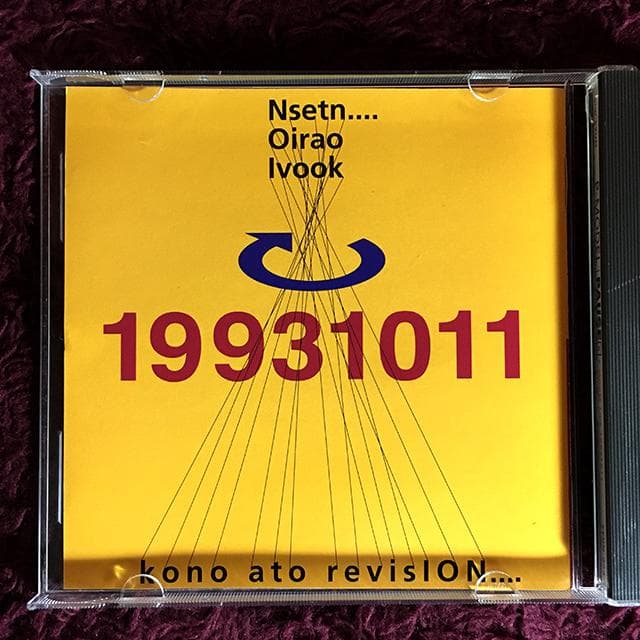 Nsetn....
Oirao
Ivook
19931011
kono ato revisION....